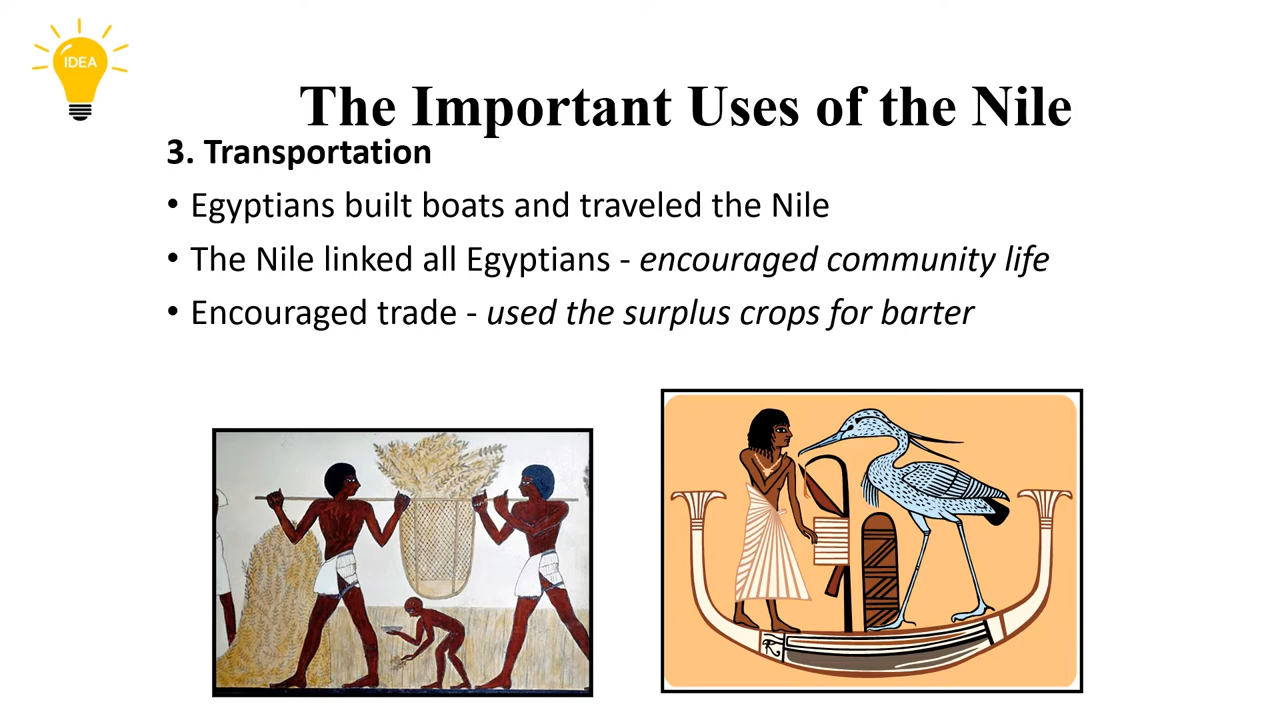 IDEA
The Important Uses of the Nile
3. Transportation
• Egyptians built boats and traveled the Nile
• The Nile linked all Egyptians - encouraged community life
• Encouraged trade - used the surplus crops for barter